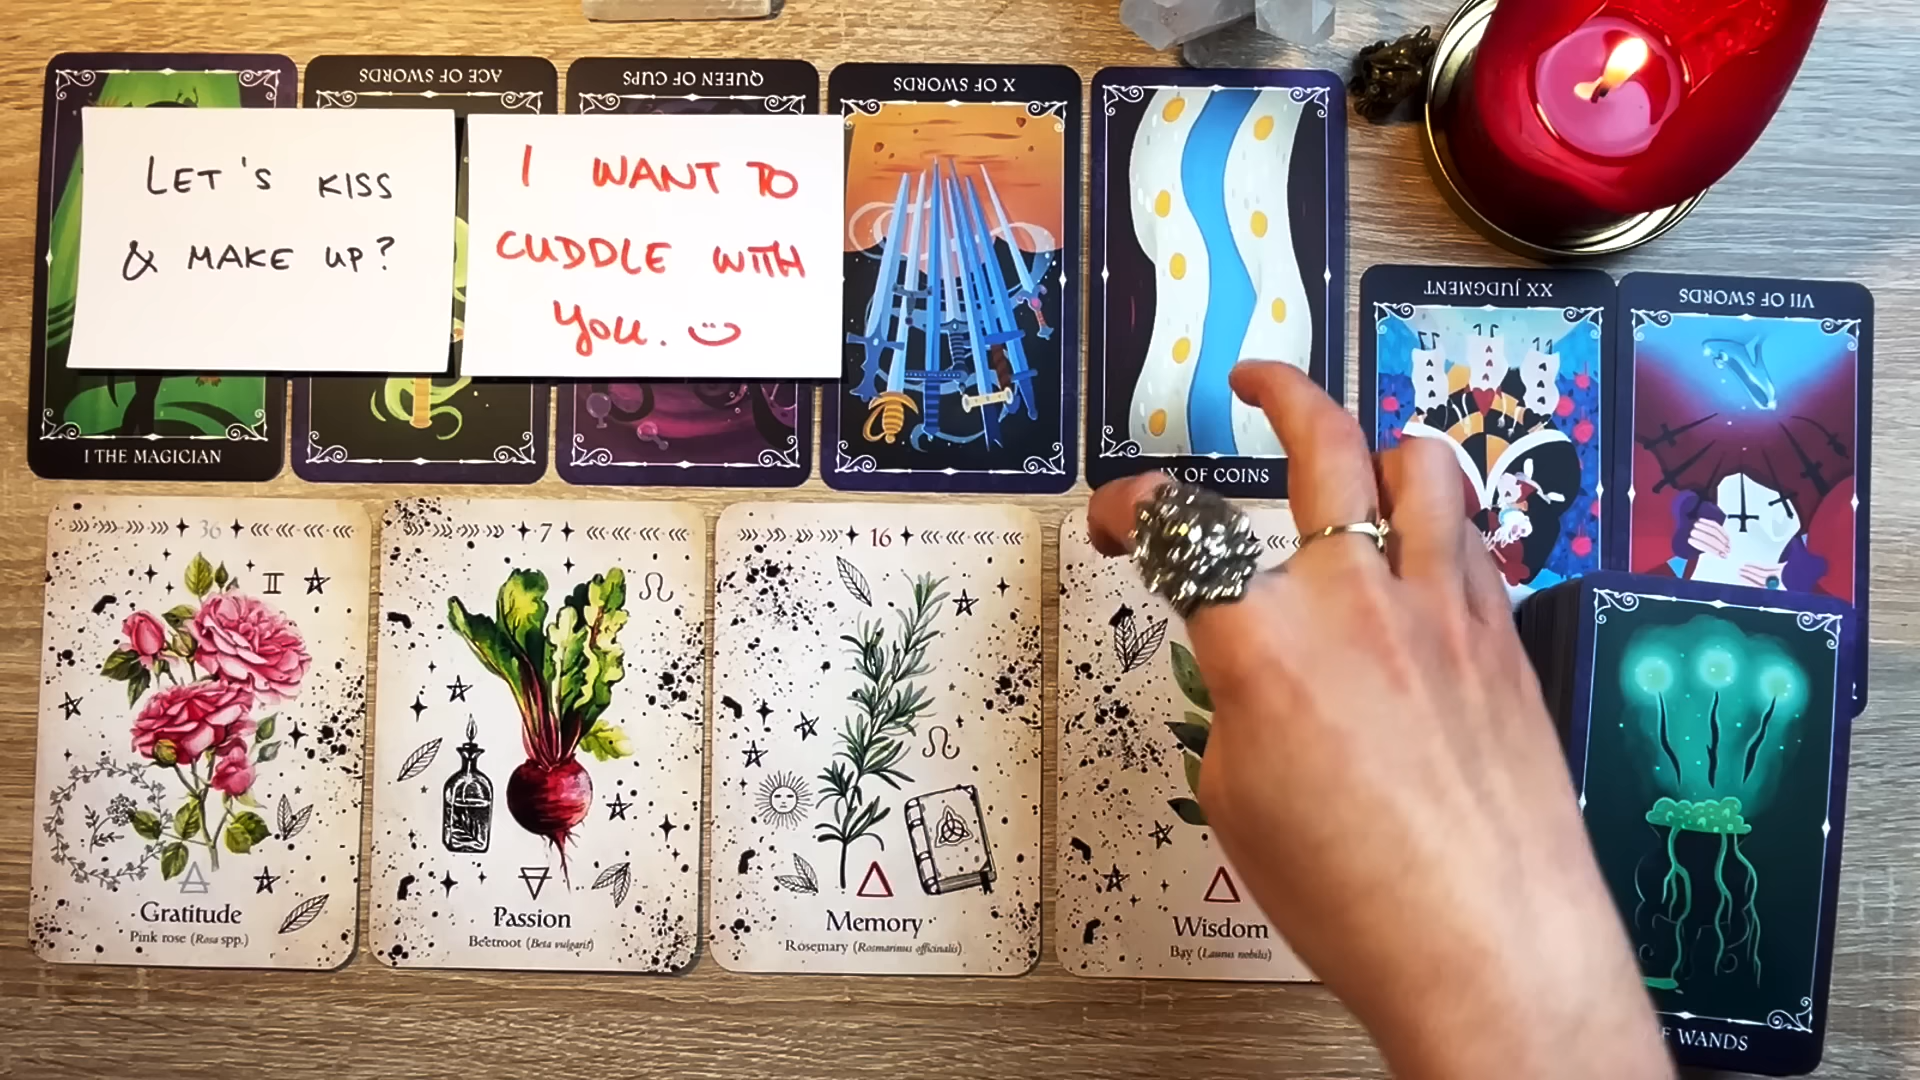 ACE OF SWORDS
QUEEN OF CUPS
X OF SWORDS
LET'S KISS
& MAKE UP?
I WANT TO
CUDDLE WITH
YOU.
I THE MAGICIAN
IX OF COINS
XX JUDGMENT
VII OF SWORDS
36
7
16
Gratitude
Pink rose (Rosa spp.)
Passion
Beetroot (Beta vulgaris)
Memory
Rosemary (Rosmarinus officinalis)
Wisdom
Bay (Laurus nobilis)
F WANDS